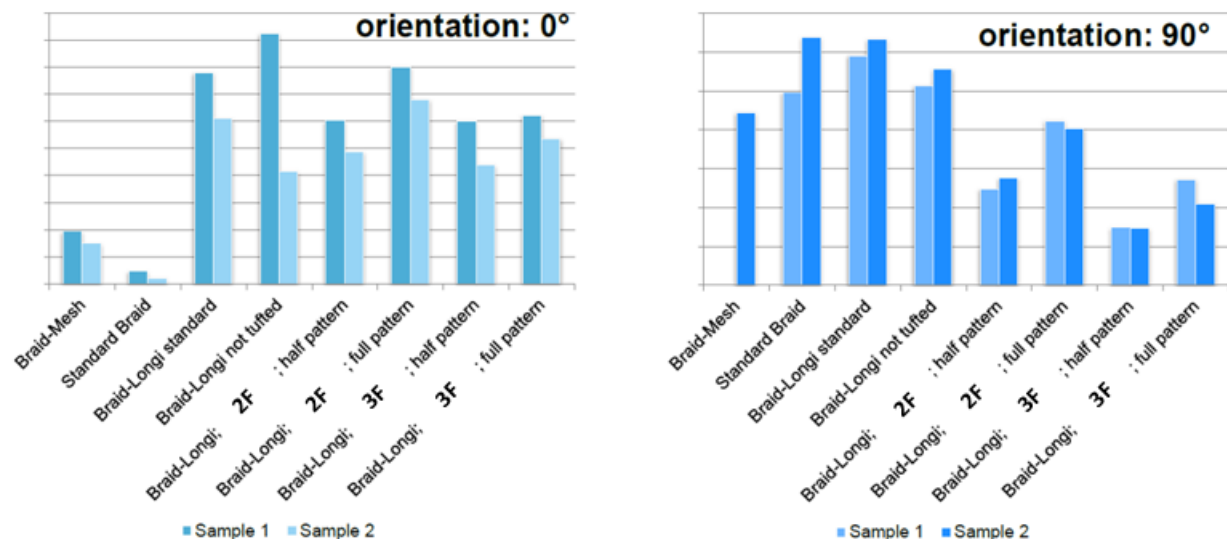 orientation: 0°
Braid-Mesh
Standard Braid
Braid-Longi standard
Braid-Longi not tufted
Braid-Longi; 2F ; half pattern
Braid-Longi; 2F ; full pattern
Braid-Longi; 3F ; half pattern
Braid-Longi; 3F ; full pattern
Sample 1 Sample 2
orientation: 90°
Braid-Mesh
Standard Braid
Braid-Longi standard
Braid-Longi not tufted
Braid-Longi; 2F ; half pattern
Braid-Longi; 2F ; full pattern
Braid-Longi; 3F ; half pattern
Braid-Longi; 3F ; full pattern
Sample 1 Sample 2